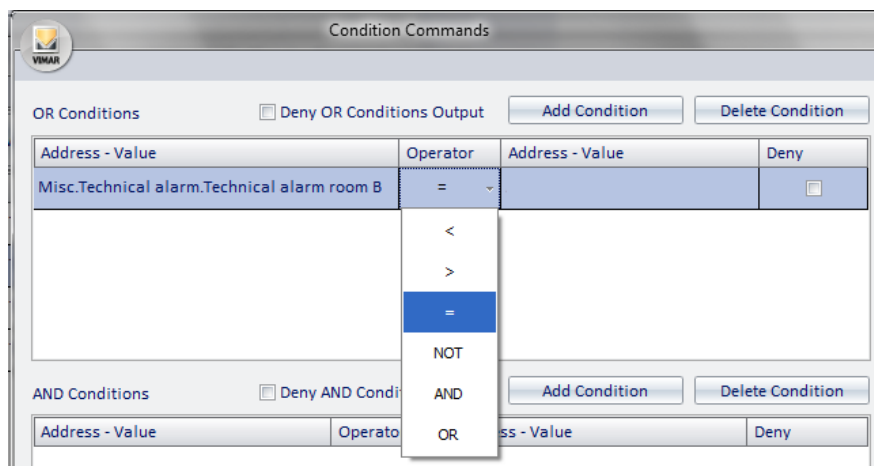 Condition Commands
VIMAR
OR Conditions Deny OR Conditions Output Add Condition Delete Condition
Address - Value Operator Address - Value Deny
Misc.Technical alarm.Technical alarm room B =
<
>
=
NOT
AND Conditions Deny AND Condi Add Condition Delete Condition
AND
Address - Value Operato ss - Value Deny
OR